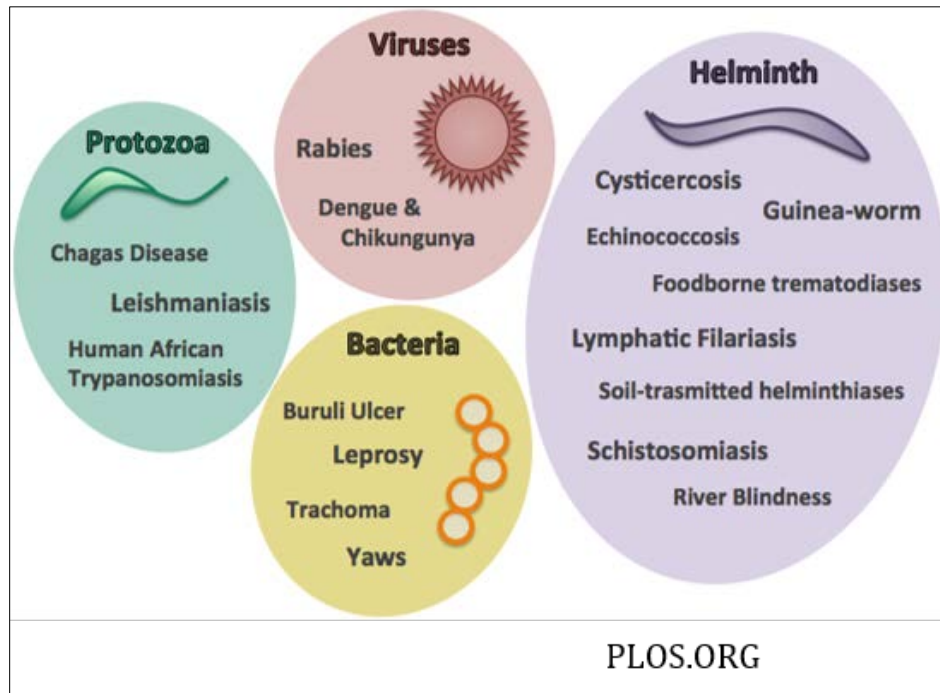 Protozoa
Chagas Disease
Leishmaniasis
Human African
Trypanosomiasis
Viruses
Rabies
Dengue &
Chikungunya
Bacteria
Buruli Ulcer
Leprosy
Trachoma
Yaws
Helminth
Cysticercosis
Guinea-worm
Echinococcosis
Foodborne trematodiases
Lymphatic Filariasis
Soil-trasmitted helminthiases
Schistosomiasis
River Blindness
PLOS.ORG